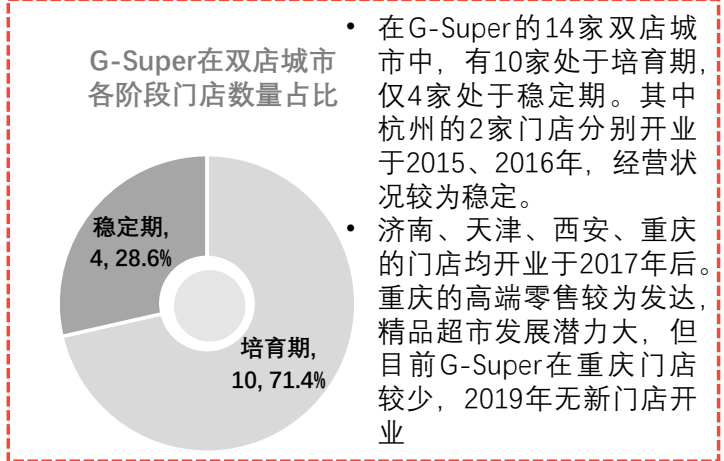 G-Super在双店城市
各阶段门店数量占比
稳定期,
4, 28.6%
培育期,
10, 71.4%
• 在G-Super的14家双店城
市中，有10家处于培育期，
仅4家处于稳定期。其中
杭州的2家门店分别开业
于2015、2016年，经营状
况较为稳定。
• 济南、天津、西安、重庆
的门店均开业于2017年后。
重庆的高端零售较为发达，
精品超市发展潜力大，但
目前G-Super在重庆门店
较少，2019年无新门店开
业